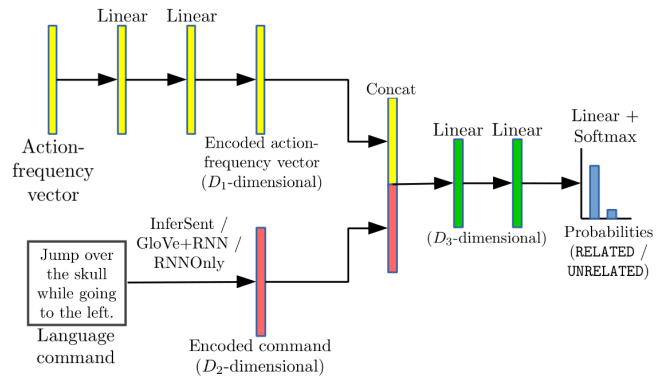 Linear
Linear
Action-
frequency
vector
Encoded action-
frequency vector
(D₁-dimensional)
Concat
Linear
Linear
(D₃-dimensional)
Linear +
Softmax
Probabilities
(RELATED /
UNRELATED)
Jump over
the skull
while going
to the left.
Language
command
InferSent /
GloVe+RNN /
RNNOnly
Encoded command
(D₂-dimensional)